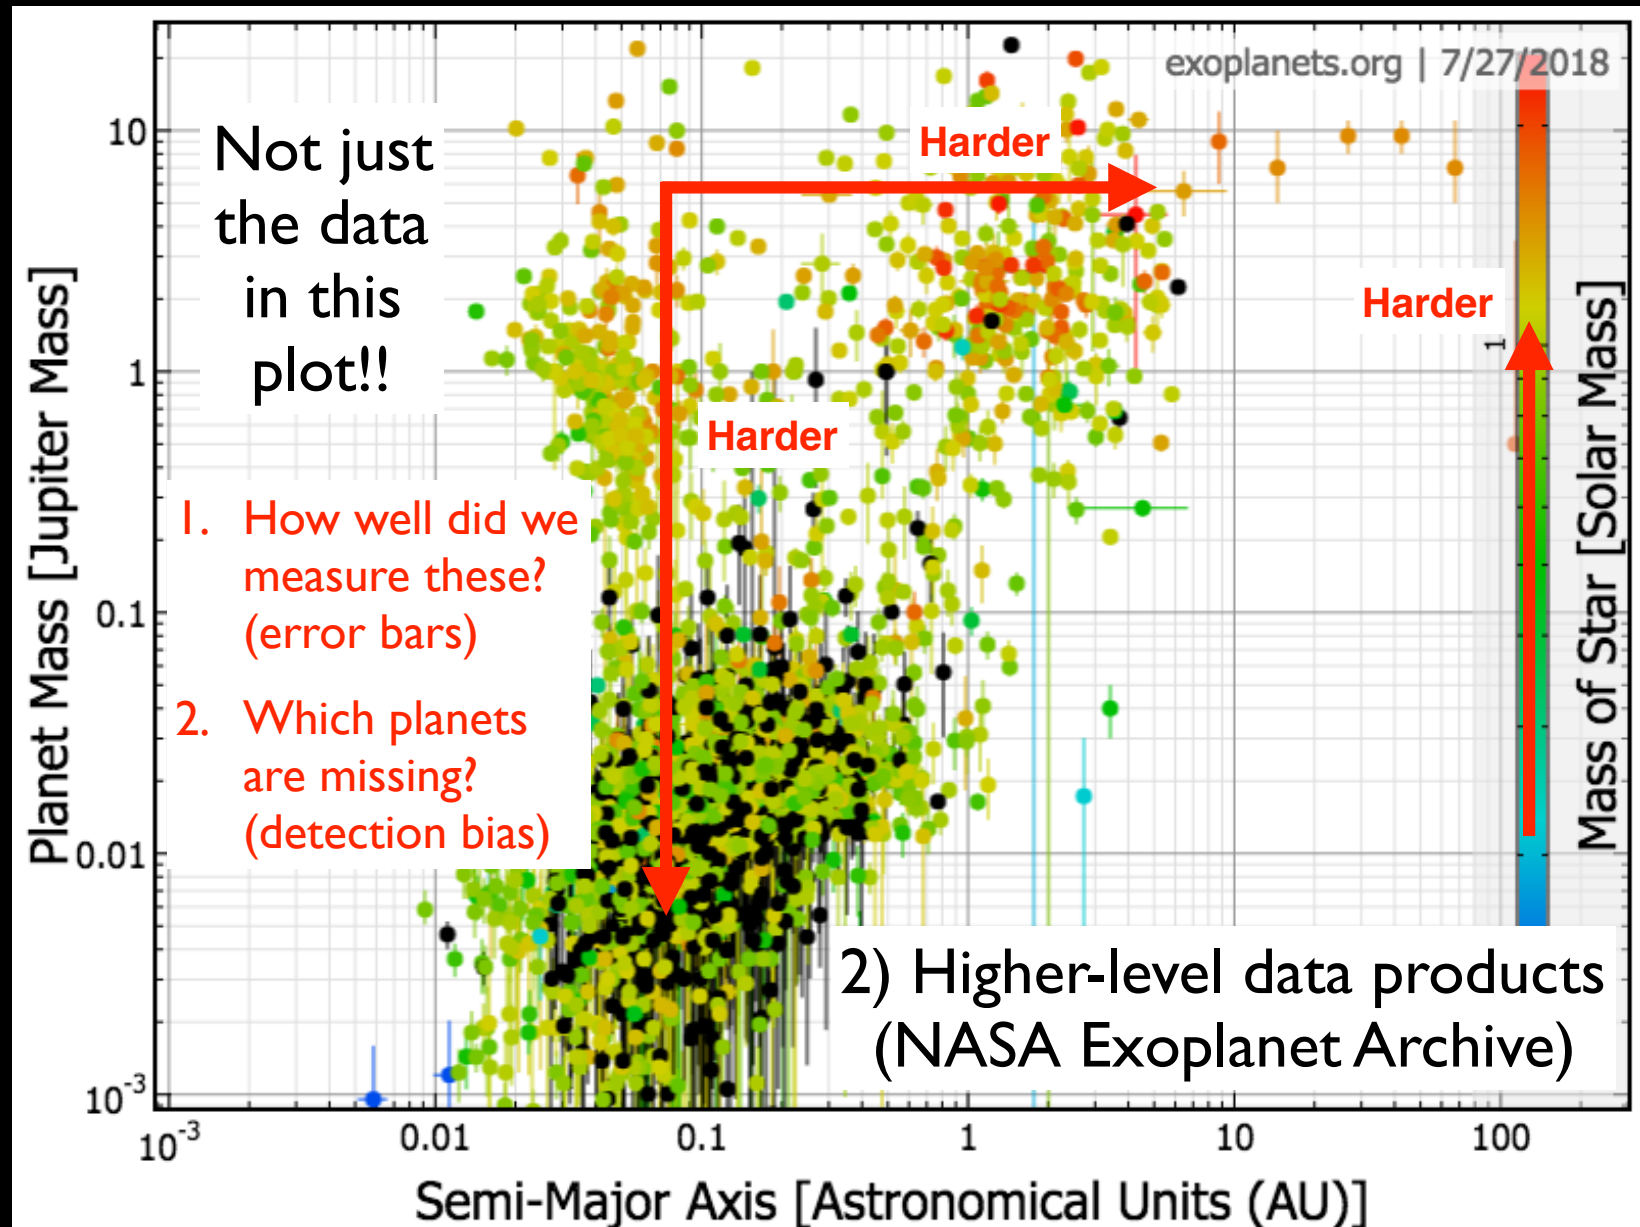 exoplanets.org | 7/27/2018
Not just
the data
in this
plot!!
Harder
Harder
Harder
1. How well did we
measure these?
(error bars)
2. Which planets
are missing?
(detection bias)
2) Higher-level data products
(NASA Exoplanet Archive)
Planet Mass [Jupiter Mass]
10
1
0.1
0.01
10-3
10-3
0.01
0.1
1
10
100
Semi-Major Axis [Astronomical Units (AU)]
1
Mass of Star [Solar Mass]